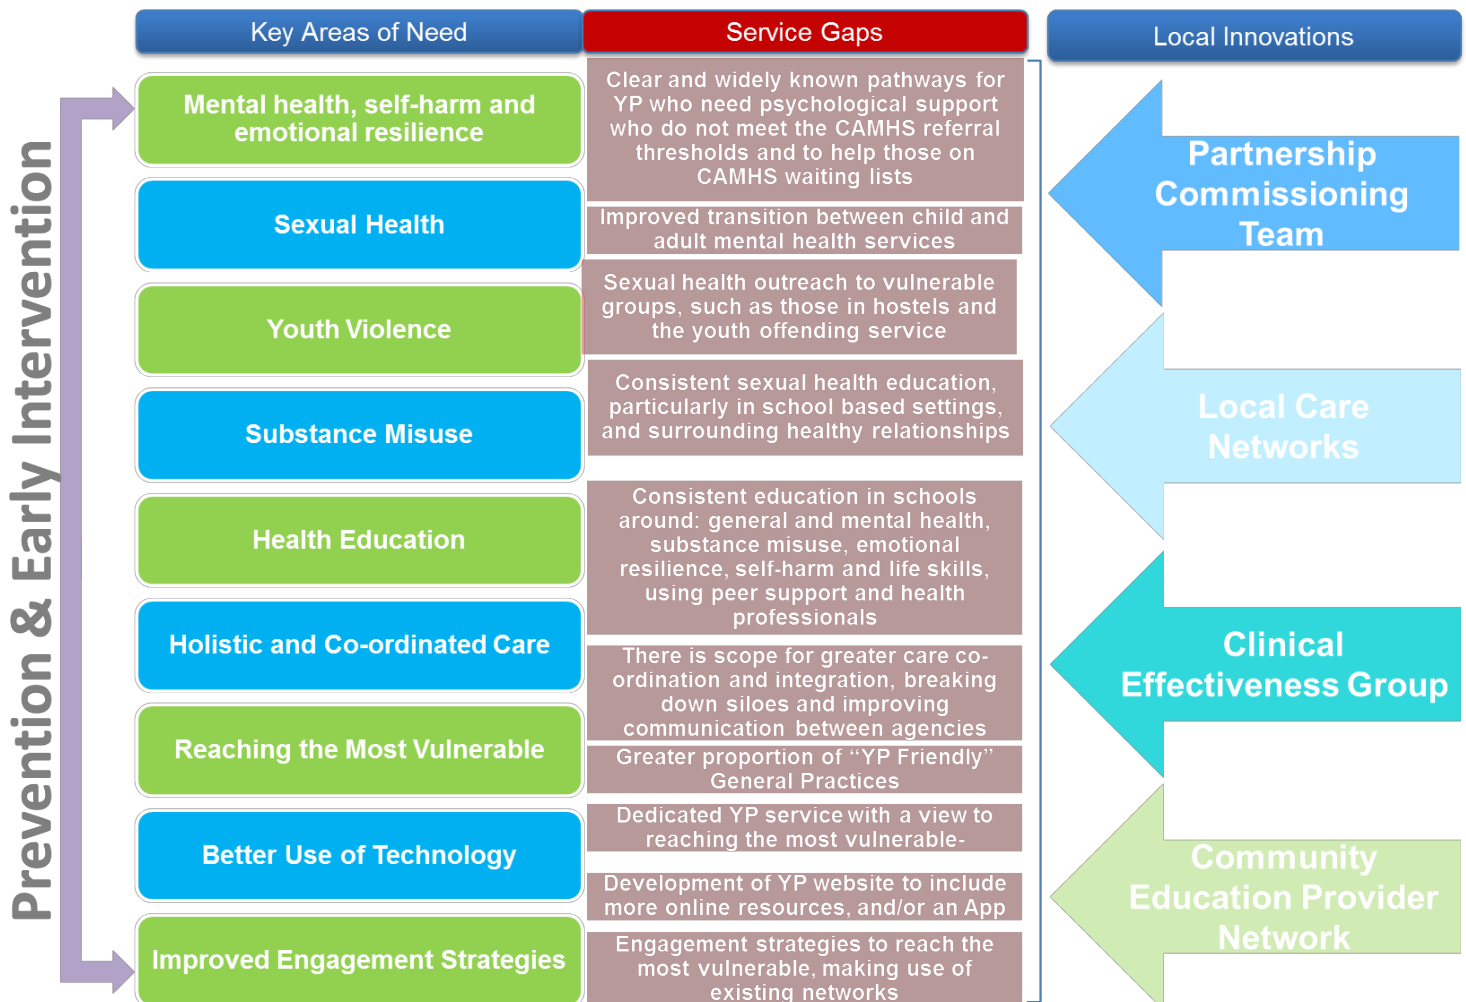 Key Areas of Need
Service Gaps
Local Innovations
Prevention & Early Intervention
Mental health, self-harm and
emotional resilience
Sexual Health
Youth Violence
Substance Misuse
Health Education
Holistic and Co-ordinated Care
Reaching the Most Vulnerable
Better Use of Technology
Improved Engagement Strategies
Clear and widely known pathways for
YP who need psychological support
who do not meet the CAMHS referral
thresholds and to help those on
CAMHS waiting lists
Improved transition between child and
adult mental health services
Sexual health outreach to vulnerable
groups, such as those in hostels and
the youth offending service
Consistent sexual health education,
particularly in school based settings,
and surrounding healthy relationships
Consistent education in schools
around: general and mental health,
substance misuse, emotional
resilience, self-harm and life skills,
using peer support and health
professionals
There is scope for greater care co-
ordination and integration, breaking
down siloes and improving
communication between agencies
Greater proportion of “YP Friendly”
General Practices
Dedicated YP service with a view to
reaching the most vulnerable-
Development of YP website to include
more online resources, and/or an App
Engagement strategies to reach the
most vulnerable, making use of
existing networks
Partnership
Commissioning
Team
Local Care
Networks
Clinical
Effectiveness Group
Community
Education Provider
Network